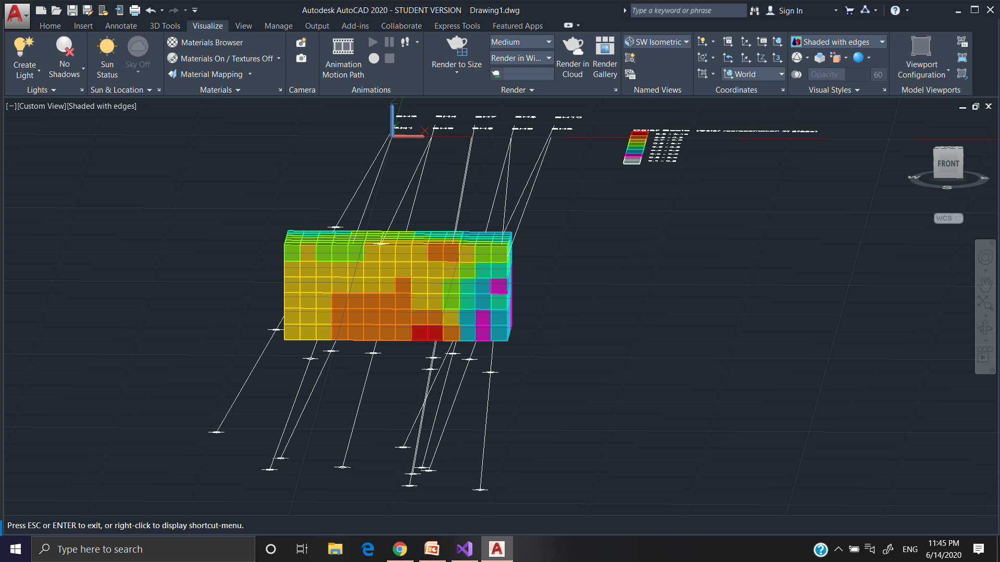 Autodesk AutoCAD 2020 - STUDENT VERSION Drawing1.dwg
Type a keyword or phrase
Sign In
Home Insert Annotate 3D Tools Visualize View Manage Output Add-ins Collaborate Express Tools Featured Apps
Create Light
No Shadows
Lights
Sun Status
Sky Off
Sun & Location
Materials Browser
Materials On / Textures Off
Material Mapping
Materials
Camera
Animation Motion Path
Animations
Render to Size
Medium
Render in Wi...
Render in Cloud
Render Gallery
Render
SW Isometric
Named Views
World
Coordinates
Shaded with edges
Opacity 60
Visual Styles
Viewport Configuration
Model Viewports
[−][Custom View][Shaded with edges]
BH4 BH7 BH10
FRONT
W S E
WCS
Press ESC or ENTER to exit, or right-click to display shortcut-menu.
Type here to search
ENG
11:45 PM
6/14/2020